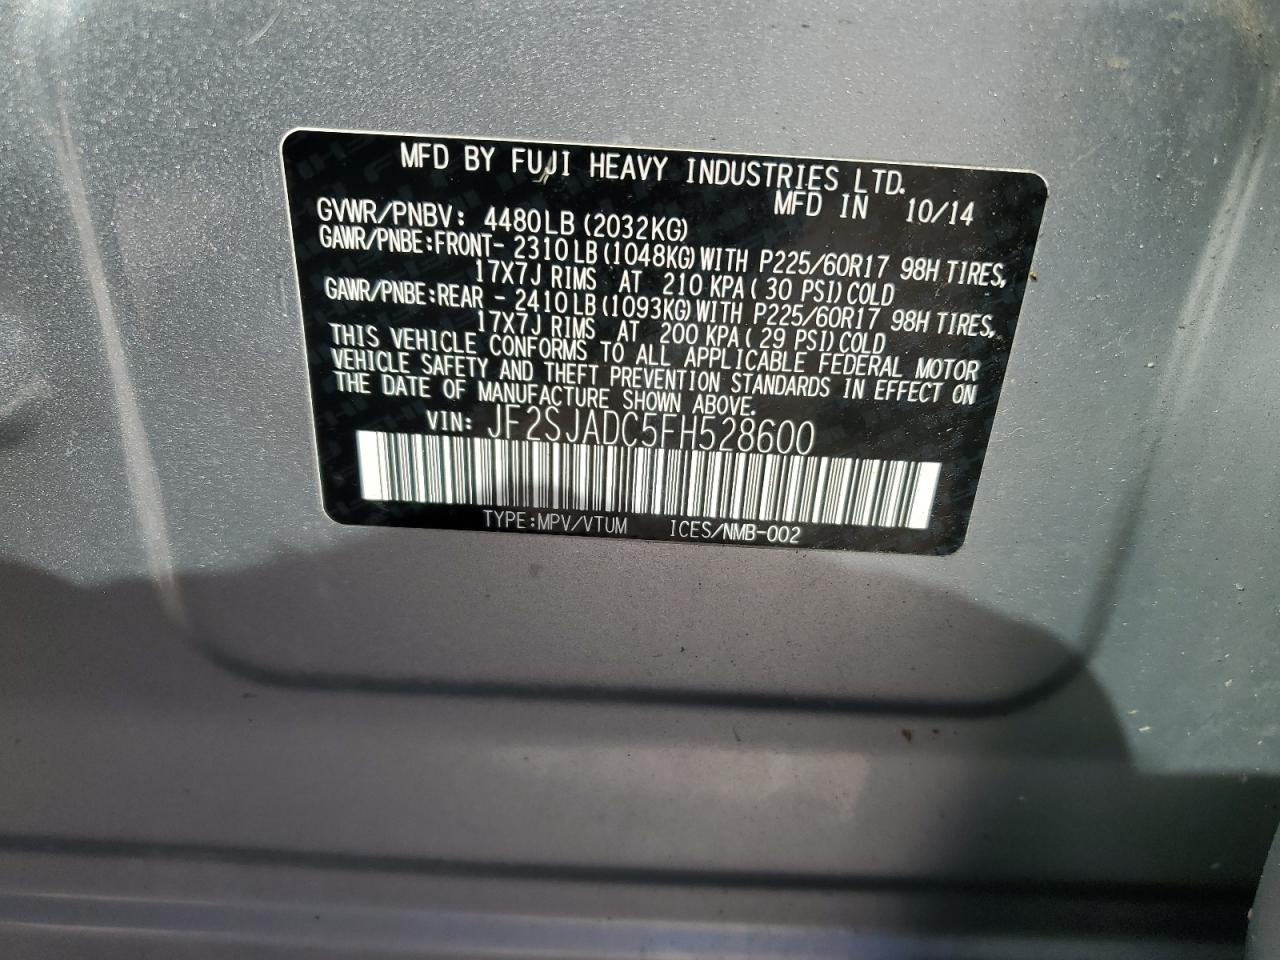 MFD BY FUJI HEAVY INDUSTRIES LTD.
MFD IN 10/14
GVWR/PNBV: 4480LB (2032KG)
GAWR/PNBE:FRONT- 2310LB (1048KG) WITH P225/60R17 98H TIRES,
17X7J RIMS AT 210 KPA ( 30 PSI) COLD
GAWR/PNBE:REAR - 2410LB (1093KG) WITH P225/60R17 98H TIRES,
17X7J RIMS AT 200 KPA ( 29 PSI) COLD
THIS VEHICLE CONFORMS TO ALL APPLICABLE FEDERAL MOTOR
VEHICLE SAFETY AND THEFT PREVENTION STANDARDS IN EFFECT ON
THE DATE OF MANUFACTURE SHOWN ABOVE.
VIN: JF2SJADC5FH528600
TYPE:MPV/VTUM ICES/NMB-002